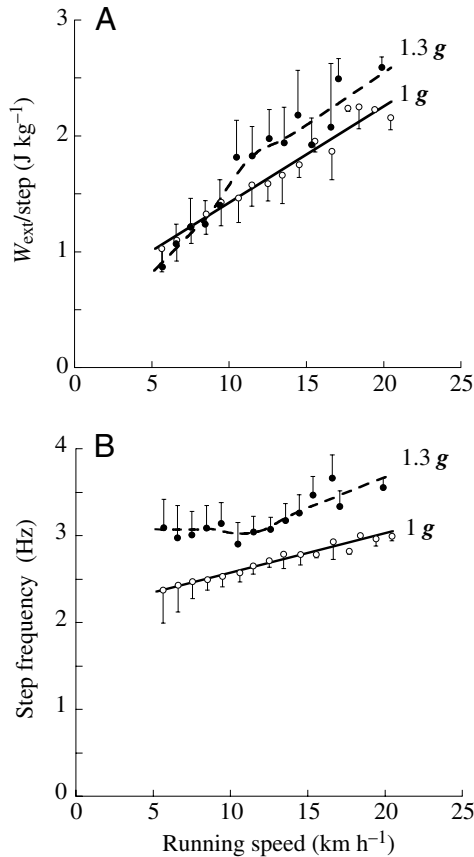 A
3
2
1
0
W_ext/step (J kg⁻¹)
1.3 g
1 g
5 10 15 20 25
B
4
3
2
1
0
Step frequency (Hz)
1.3 g
1 g
0 5 10 15 20 25
Running speed (km h⁻¹)